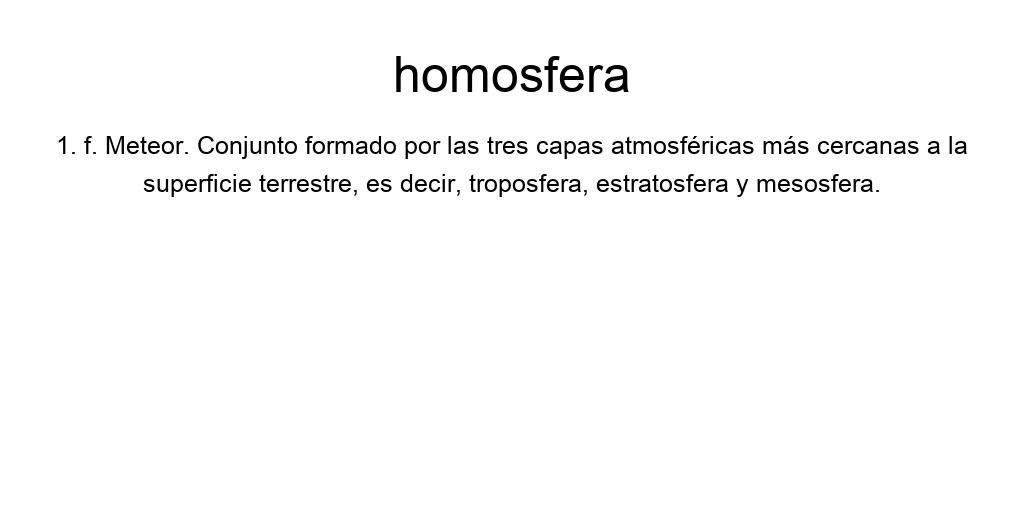 homosfera
1. f. Meteor. Conjunto formado por las tres capas atmosféricas más cercanas a la
superficie terrestre, es decir, troposfera, estratosfera y mesosfera.